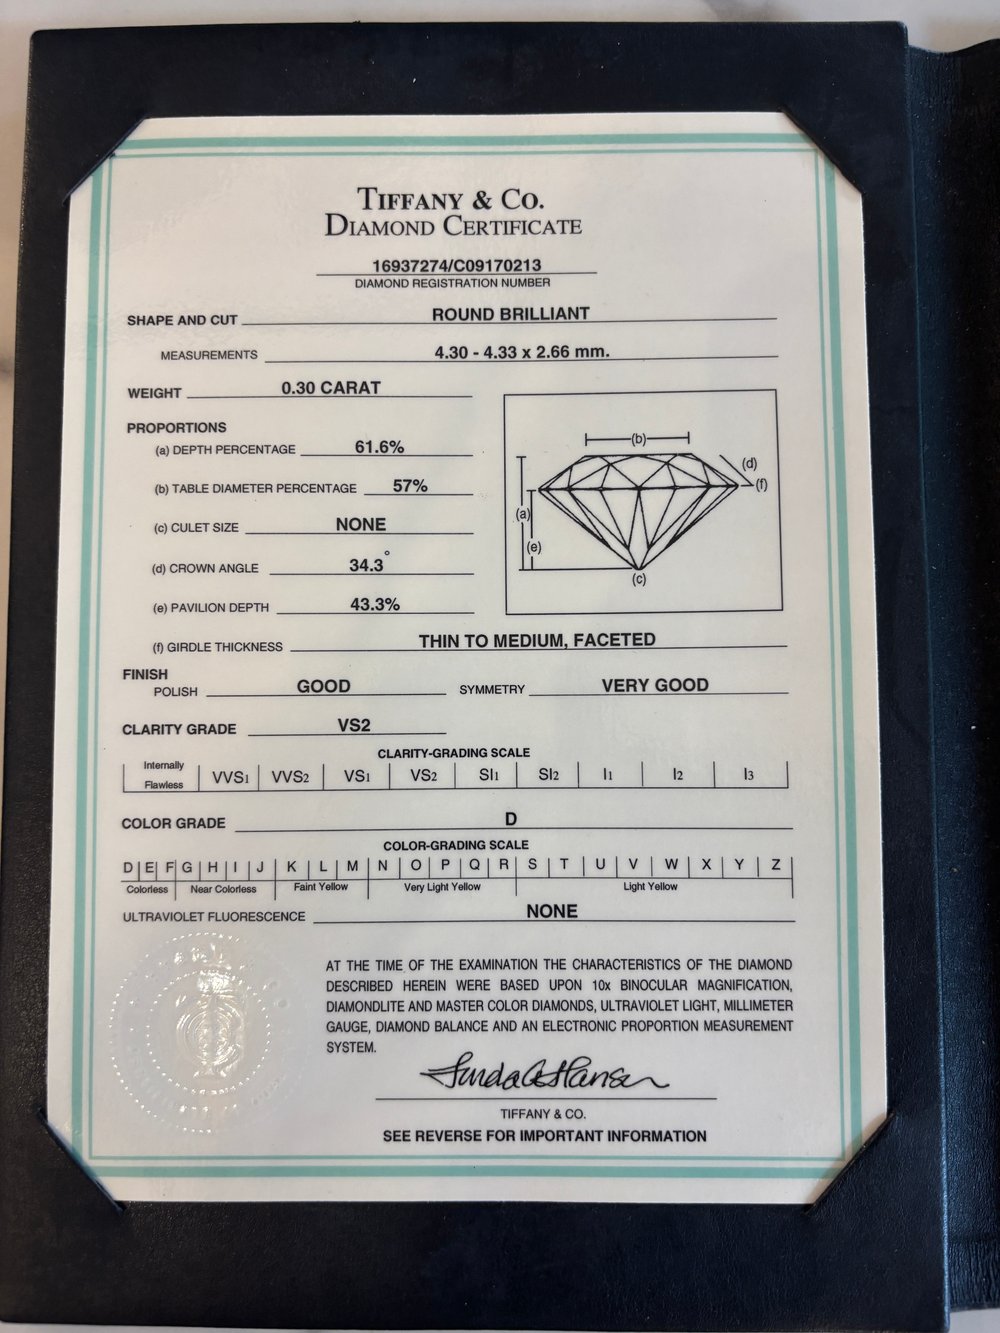 TIFFANY & CO.
DIAMOND CERTIFICATE
16937274/C09170213
DIAMOND REGISTRATION NUMBER
SHAPE AND CUT ROUND BRILLIANT
MEASUREMENTS 4.30 - 4.33 x 2.66 mm.
WEIGHT 0.30 CARAT
PROPORTIONS
(a) DEPTH PERCENTAGE 61.6%
(b) TABLE DIAMETER PERCENTAGE 57%
(c) CULET SIZE NONE
(d) CROWN ANGLE 34.3°
(e) PAVILION DEPTH 43.3%
(b)
(d)
(f)
(a)
(e)
(c)
(f) GIRDLE THICKNESS THIN TO MEDIUM, FACETED
FINISH
POLISH GOOD SYMMETRY VERY GOOD
CLARITY GRADE VS2
CLARITY-GRADING SCALE
Internally Flawless VVS1 VVS2 VS1 VS2 SI1 SI2 I1 I2 I3
COLOR GRADE D
COLOR-GRADING SCALE
D E F G H I J K L M N O P Q R S T U V W X Y Z
Colorless Near Colorless Faint Yellow Very Light Yellow Light Yellow
ULTRAVIOLET FLUORESCENCE NONE
AT THE TIME OF THE EXAMINATION THE CHARACTERISTICS OF THE DIAMOND
DESCRIBED HEREIN WERE BASED UPON 10x BINOCULAR MAGNIFICATION,
DIAMONDLITE AND MASTER COLOR DIAMONDS, ULTRAVIOLET LIGHT, MILLIMETER
GAUGE, DIAMOND BALANCE AND AN ELECTRONIC PROPORTION MEASUREMENT
SYSTEM.
TIFFANY & CO.
SEE REVERSE FOR IMPORTANT INFORMATION